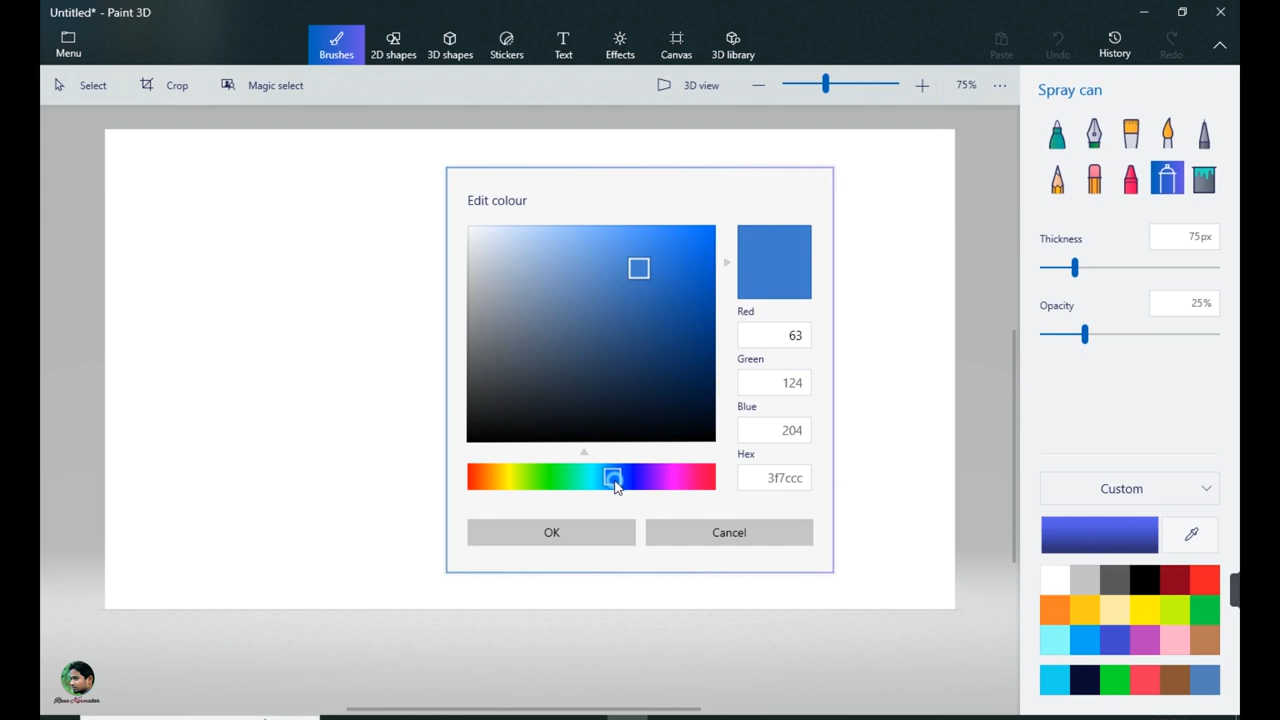 Untitled* - Paint 3D
Menu
Brushes
2D shapes
3D shapes
Stickers
Text
Effects
Canvas
3D library
Paste
Undo
History
Redo
Select
Crop
Magic select
3D view
75%
Spray can
Thickness
75px
Opacity
25%
Edit colour
Red
63
Green
124
Blue
204
Hex
3f7ccc
OK
Cancel
Custom